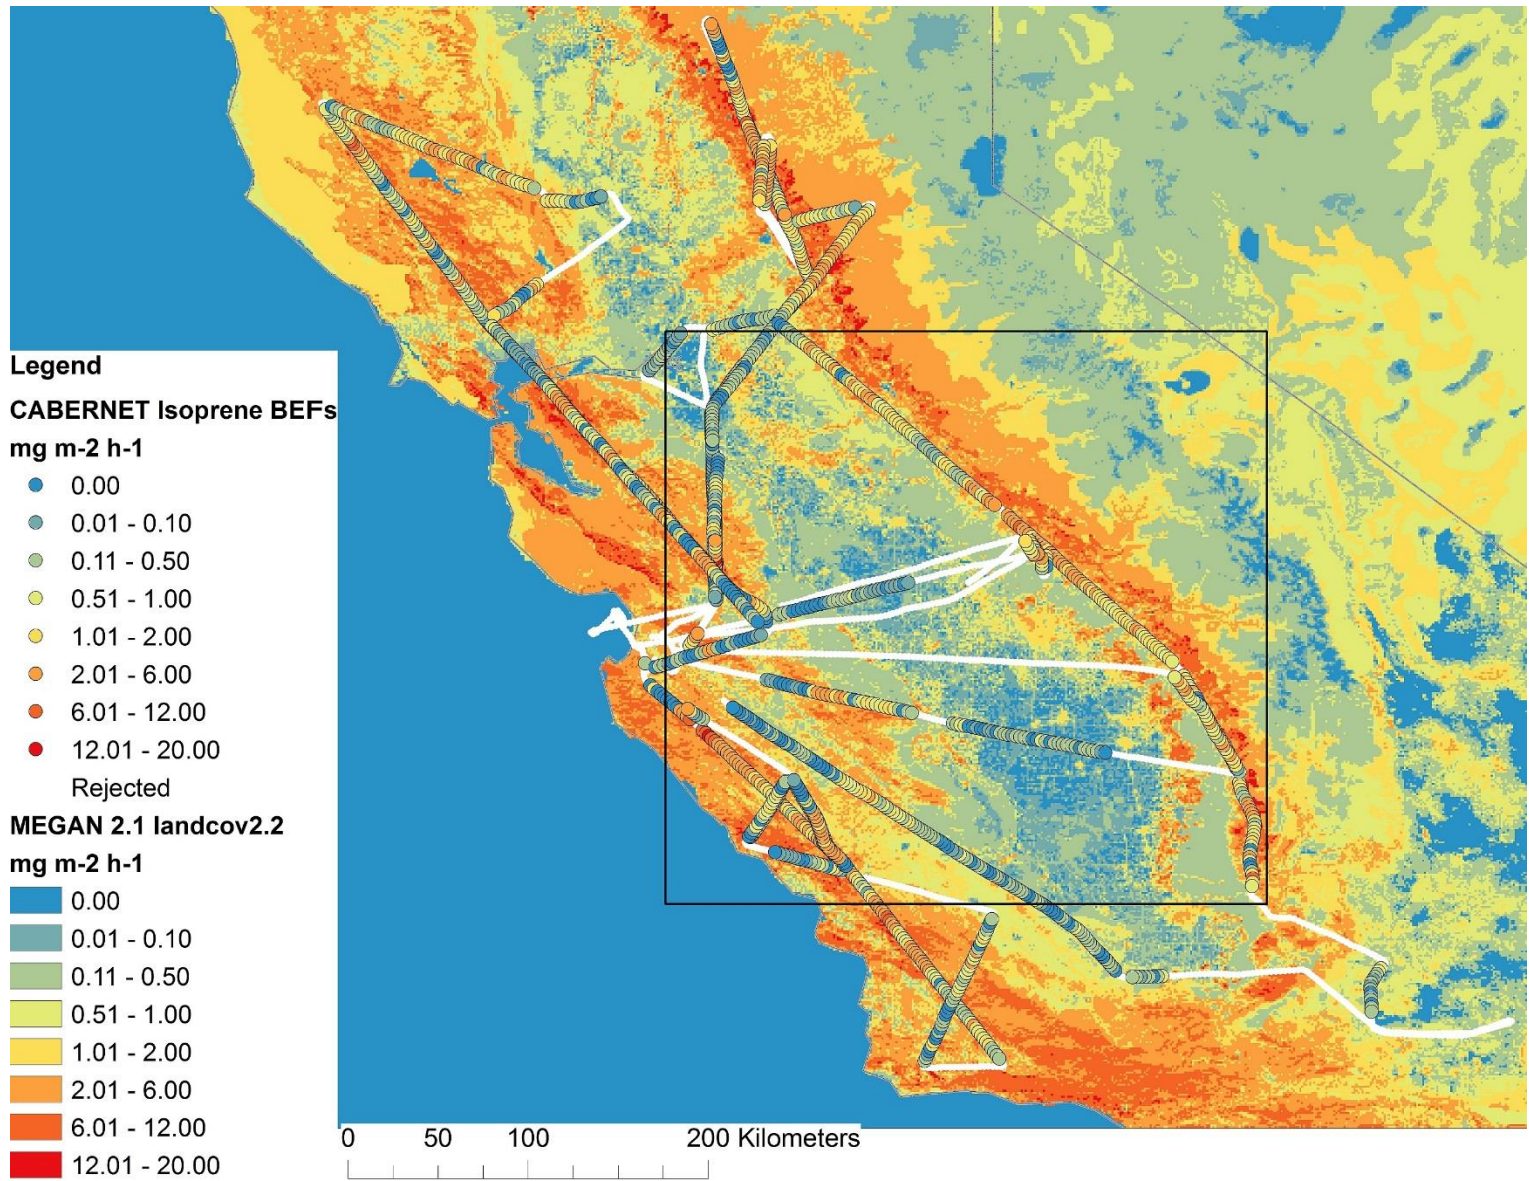 Legend
CABERNET Isoprene BEFs
mg m-2 h-1
0.00
0.01 - 0.10
0.11 - 0.50
0.51 - 1.00
1.01 - 2.00
2.01 - 6.00
6.01 - 12.00
12.01 - 20.00
Rejected
MEGAN 2.1 landcov2.2
mg m-2 h-1
0.00
0.01 - 0.10
0.11 - 0.50
0.51 - 1.00
1.01 - 2.00
2.01 - 6.00
6.01 - 12.00
12.01 - 20.00
0 50 100 200 Kilometers